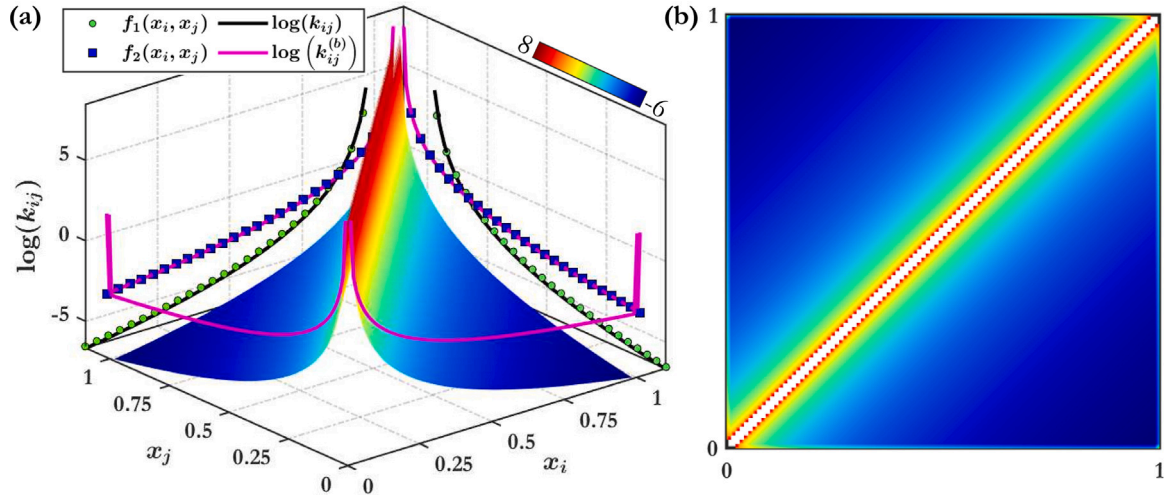 (a)
f₁(xᵢ, xⱼ) log(kᵢⱼ)
f₂(xᵢ, xⱼ) log (kᵢⱼ⁽ᵇ⁾)
8
-6
log(kᵢⱼ)
5
0
-5
1
0.75
0.5
0.25
0
xⱼ
0
0.25
0.5
0.75
1
xᵢ
(b)
1
0
0
1